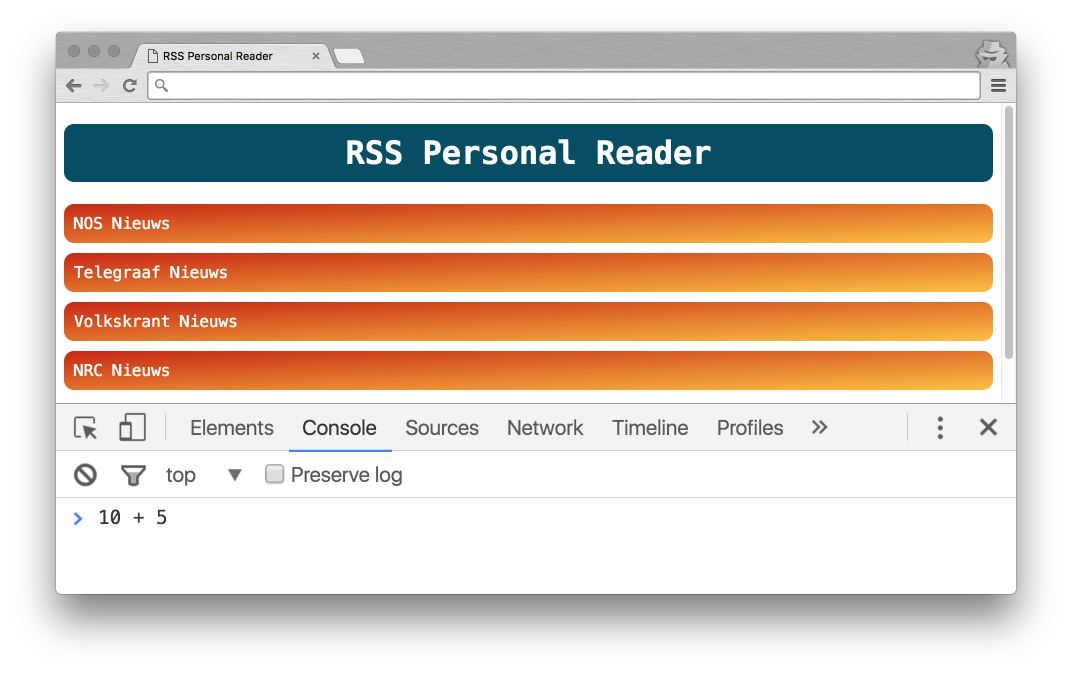 RSS Personal Reader
RSS Personal Reader
NOS Nieuws
Telegraaf Nieuws
Volkskrant Nieuws
NRC Nieuws
Elements Console Sources Network Timeline Profiles »
top Preserve log
10 + 5